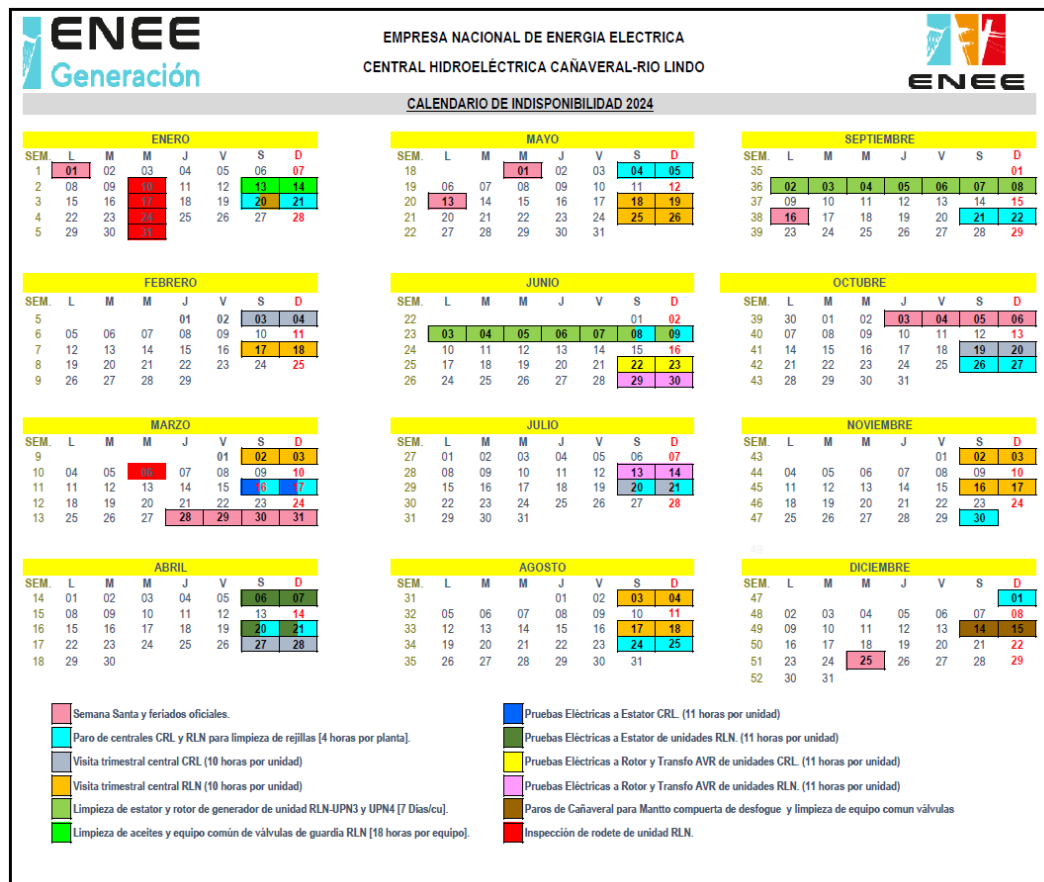 ENEE
Generación
EMPRESA NACIONAL DE ENERGIA ELECTRICA
CENTRAL HIDROELÉCTRICA CAÑAVERAL-RIO LINDO
ENEE
CALENDARIO DE INDISPONIBILIDAD 2024
ENERO
SEM. L M M J V S D
1 01 02 03 04 05 06 07
2 08 09 10 11 12 13 14
3 15 16 17 18 19 20 21
4 22 23 24 25 26 27 28
5 29 30 31
MAYO
SEM. L M M J V S D
18 01 02 03 04 05
19 06 07 08 09 10 11 12
20 13 14 15 16 17 18 19
21 20 21 22 23 24 25 26
22 27 28 29 30 31
SEPTIEMBRE
SEM. L M M J V S D
35 01
36 02 03 04 05 06 07 08
37 09 10 11 12 13 14 15
38 16 17 18 19 20 21 22
39 23 24 25 26 27 28 29
FEBRERO
SEM. L M M J V S D
5 01 02 03 04
6 05 06 07 08 09 10 11
7 12 13 14 15 16 17 18
8 19 20 21 22 23 24 25
9 26 27 28 29
JUNIO
SEM. L M M J V S D
22 01 02
23 03 04 05 06 07 08 09
24 10 11 12 13 14 15 16
25 17 18 19 20 21 22 23
26 24 25 26 27 28 29 30
OCTUBRE
SEM. L M M J V S D
39 30 01 02 03 04 05 06
40 07 08 09 10 11 12 13
41 14 15 16 17 18 19 20
42 21 22 23 24 25 26 27
43 28 29 30 31
MARZO
SEM. L M M J V S D
9 01 02 03
10 04 05 06 07 08 09 10
11 11 12 13 14 15 16 17
12 18 19 20 21 22 23 24
13 25 26 27 28 29 30 31
JULIO
SEM. L M M J V S D
27 01 02 03 04 05 06 07
28 08 09 10 11 12 13 14
29 15 16 17 18 19 20 21
30 22 23 24 25 26 27 28
31 29 30 31
NOVIEMBRE
SEM. L M M J V S D
43 01 02 03
44 04 05 06 07 08 09 10
45 11 12 13 14 15 16 17
46 18 19 20 21 22 23 24
47 25 26 27 28 29 30
ABRIL
SEM. L M M J V S D
14 01 02 03 04 05 06 07
15 08 09 10 11 12 13 14
16 15 16 17 18 19 20 21
17 22 23 24 25 26 27 28
18 29 30
AGOSTO
SEM. L M M J V S D
31 01 02 03 04
32 05 06 07 08 09 10 11
33 12 13 14 15 16 17 18
34 19 20 21 22 23 24 25
35 26 27 28 29 30 31
DICIEMBRE
SEM. L M M J V S D
47 01
48 02 03 04 05 06 07 08
49 09 10 11 12 13 14 15
50 16 17 18 19 20 21 22
51 23 24 25 26 27 28 29
52 30 31
Semana Santa y feriados oficiales.
Paro de centrales CRL y RLN para limpieza de rejillas [4 horas por planta].
Visita trimestral central CRL (10 horas por unidad)
Visita trimestral central RLN (10 horas por unidad)
Limpieza de estator y rotor de generador de unidad RLN-UPN3 y UPN4 [7 Dias/cu].
Limpieza de aceites y equipo común de válvulas de guardia RLN [18 horas por equipo].
Pruebas Eléctricas a Estator CRL. (11 horas por unidad)
Pruebas Eléctricas a Estator de unidades RLN. (11 horas por unidad)
Pruebas Eléctricas a Rotor y Transfo AVR de unidades CRL. (11 horas por unidad)
Pruebas Eléctricas a Rotor y Transfo AVR de unidades RLN. (11 horas por unidad)
Paros de Cañaveral para Mantto compuerta de desfogue y limpieza de equipo comun válvulas
Inspección de rodete de unidad RLN.